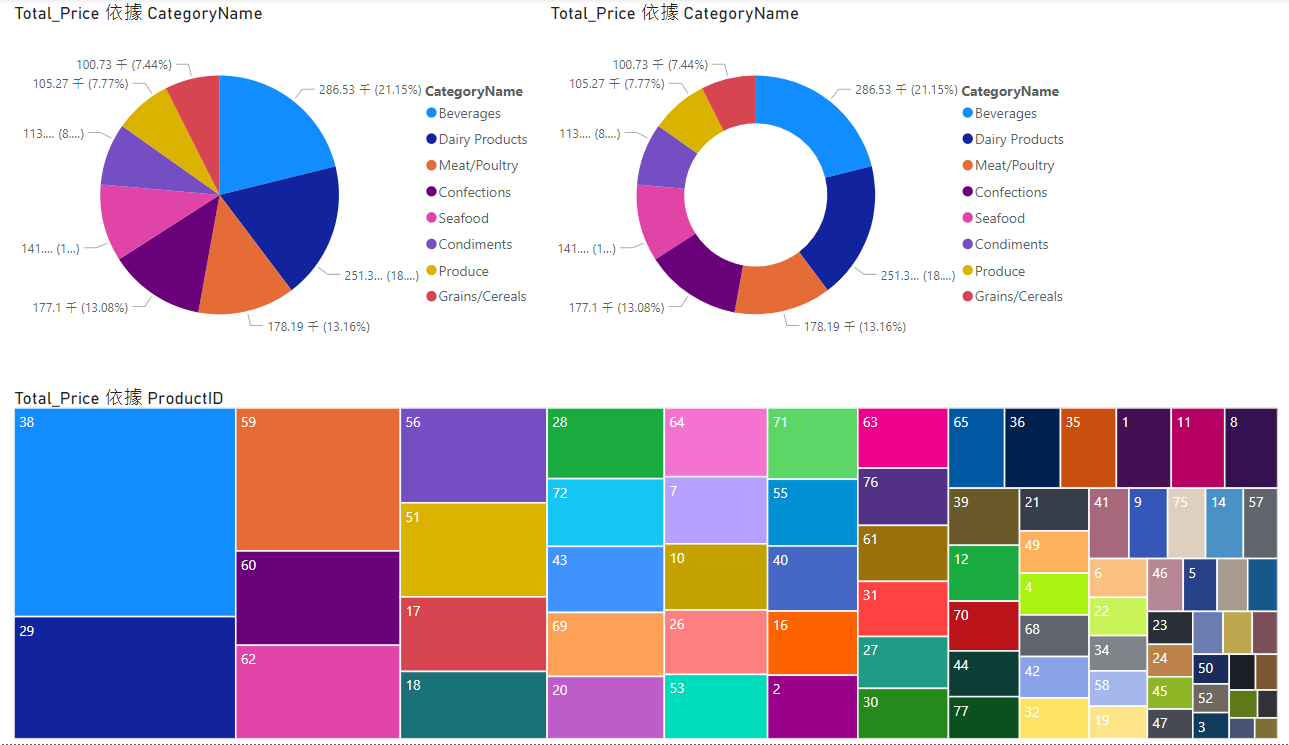 Total_Price 依據 CategoryName
100.73 千 (7.44%)
105.27 千 (7.77%)
113.... (8....)
141.... (1...)
177.1 千 (13.08%)
178.19 千 (13.16%)
251.3... (18....)
286.53 千 (21.15%)
CategoryName
Beverages
Dairy Products
Meat/Poultry
Confections
Seafood
Condiments
Produce
Grains/Cereals
Total_Price 依據 CategoryName
100.73 千 (7.44%)
105.27 千 (7.77%)
113.... (8....)
141.... (1...)
177.1 千 (13.08%)
178.19 千 (13.16%)
251.3... (18....)
286.53 千 (21.15%)
CategoryName
Beverages
Dairy Products
Meat/Poultry
Confections
Seafood
Condiments
Produce
Grains/Cereals
Total_Price 依據 ProductID
38
29
59
60
62
56
51
17
18
28
72
43
69
20
64
7
10
26
53
71
55
40
16
2
63
76
61
31
27
30
65
36
35
1
11
8
39
12
70
44
77
21
49
4
68
42
32
41
9
75
14
57
6
22
34
58
19
46
5
23
24
45
47
50
52
3